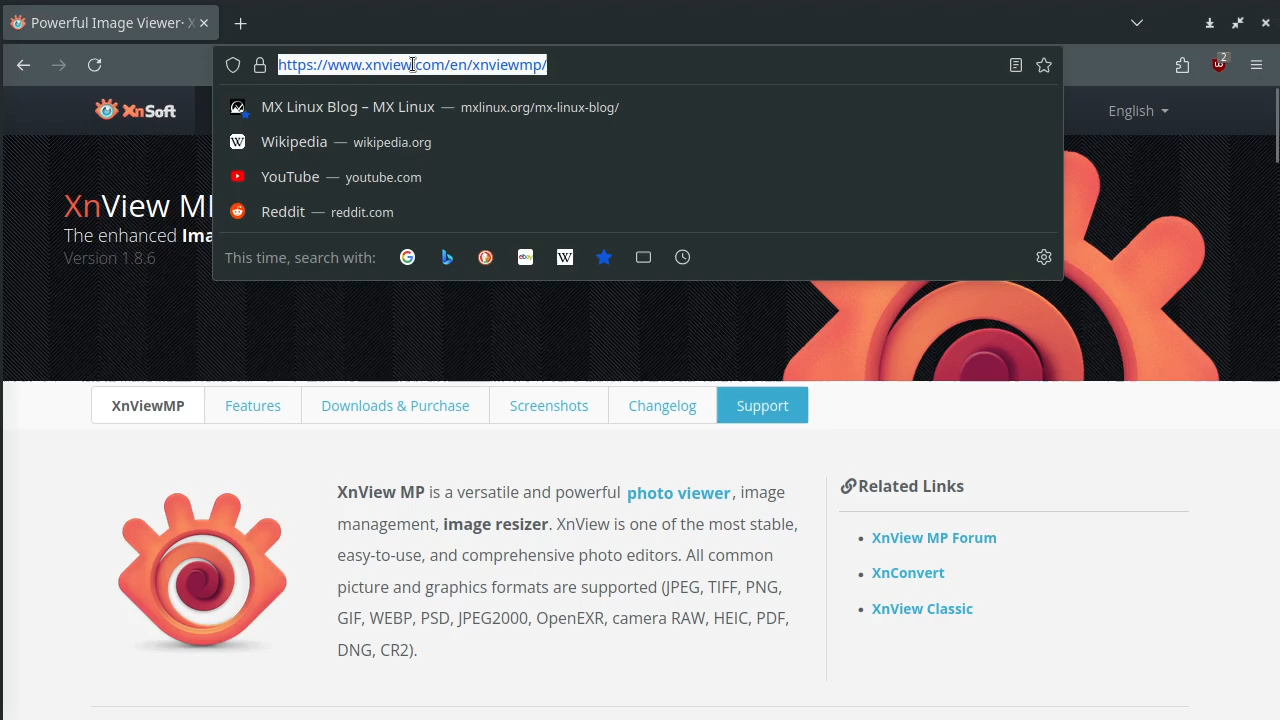 Powerful Image Viewer· X
2
https://www.xnview.com/en/xnviewmp/
MX Linux Blog – MX Linux — mxlinux.org/mx-linux-blog/
Wikipedia — wikipedia.org
YouTube — youtube.com
Reddit — reddit.com
This time, search with:
XnSoft
English
XnView MP
The enhanced Ima
Version 1.8.6
XnViewMP
Features
Downloads & Purchase
Screenshots
Changelog
Support
XnView MP is a versatile and powerful photo viewer, image
management, image resizer. XnView is one of the most stable,
easy-to-use, and comprehensive photo editors. All common
picture and graphics formats are supported (JPEG, TIFF, PNG,
GIF, WEBP, PSD, JPEG2000, OpenEXR, camera RAW, HEIC, PDF,
DNG, CR2).
Related Links
XnView MP Forum
XnConvert
XnView Classic